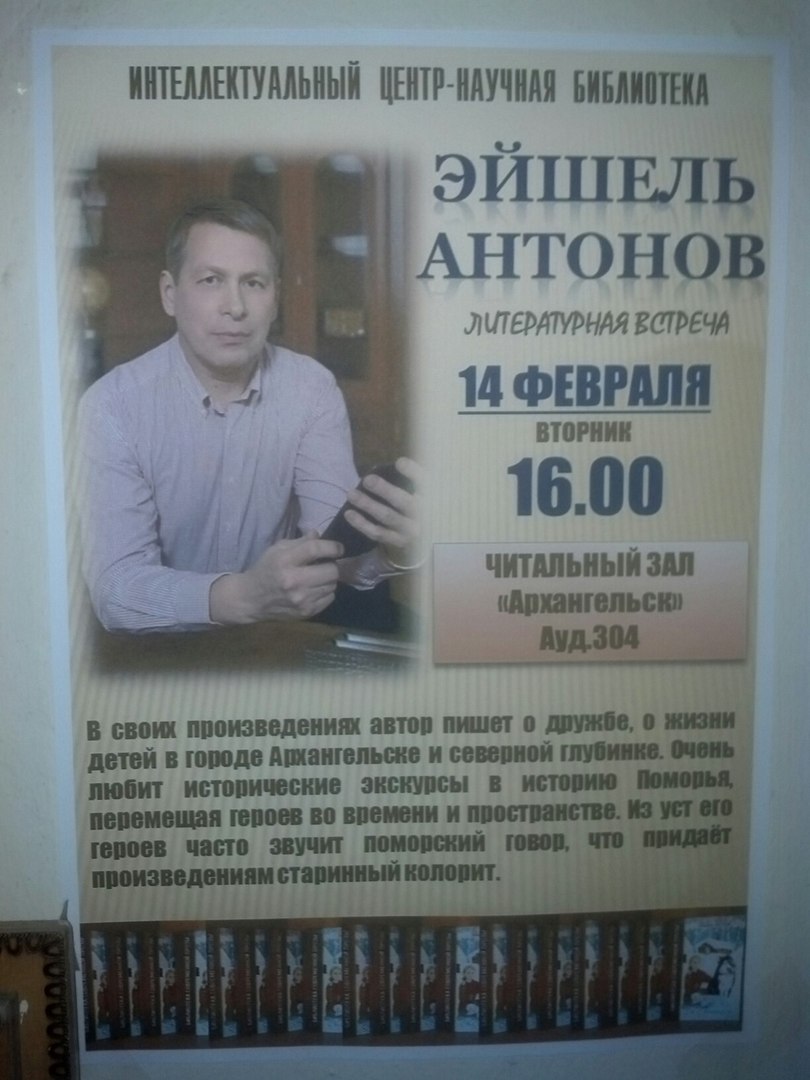 ИНТЕЛЛЕКТУАЛЬНЫЙ ЦЕНТР-НАУЧНАЯ БИБЛИОТЕКА
ЭЙШЕЛЬ
АНТОНОВ
ЛИТЕРАТУРНАЯ ВСТРЕЧА
14 ФЕВРАЛЯ
ВТОРНИК
16.00
ЧИТАЛЬНЫЙ ЗАЛ
«Архангельск»
Ауд.304
В своих произведениях автор пишет о дружбе, о жизни
детей в городе Архангельске и северной глубинке. Очень
любит исторические экскурсы в историю Поморья,
перемещая героев во времени и пространстве. Из уст его
героев часто звучит поморский говор, что придаёт
произведениям старинный колорит.